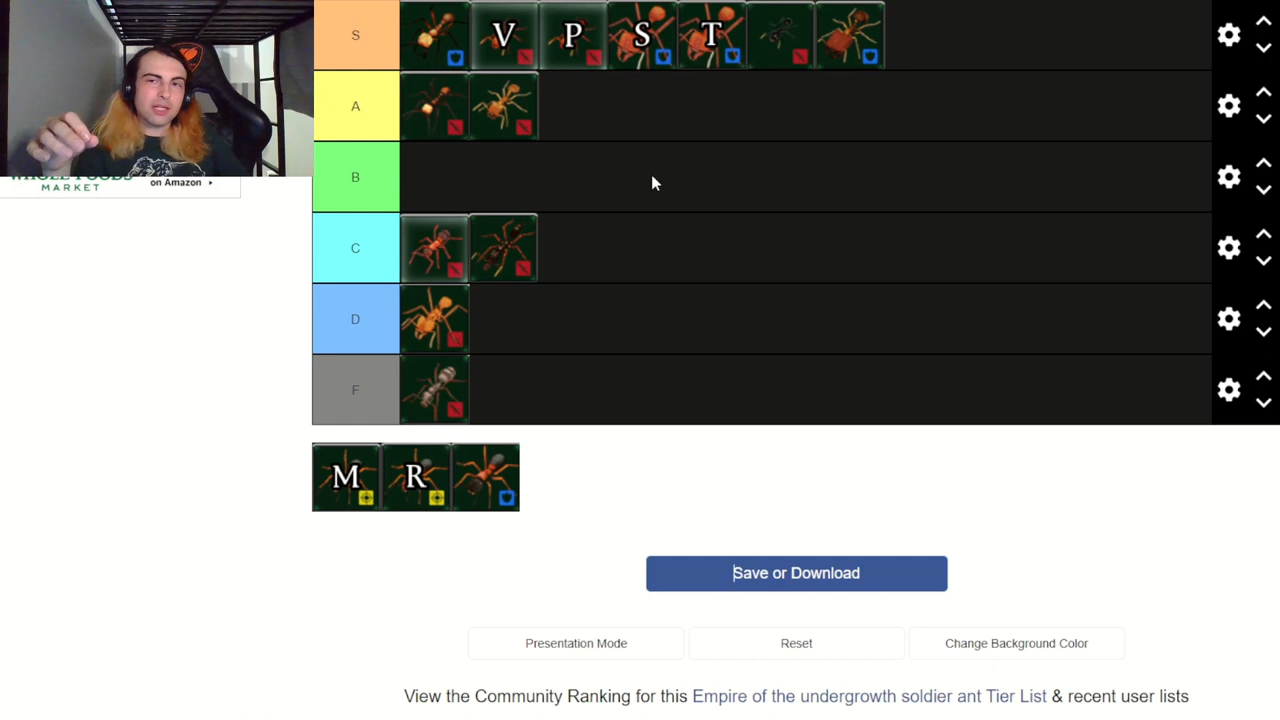 S
V P S T
A
B
C
D
F
M R
MARKET
on Amazon ▸
Save or Download
Presentation Mode Reset Change Background Color
View the Community Ranking for this Empire of the undergrowth soldier ant Tier List & recent user lists